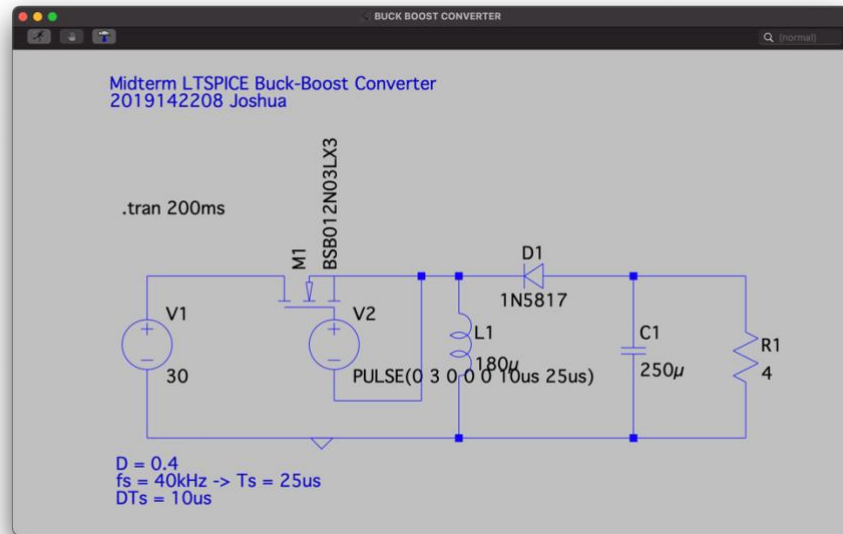 BUCK BOOST CONVERTER
(normal)
Midterm LTSPICE Buck-Boost Converter
2019142208 Joshua
.tran 200ms
M1
BSB012N03LX3
D1
1N5817
V1
30
V2
PULSE(0 3 0 0 0 10us 25us)
L1
180µ
C1
250µ
R1
4
D = 0.4
fs = 40kHz -> Ts = 25us
DTs = 10us